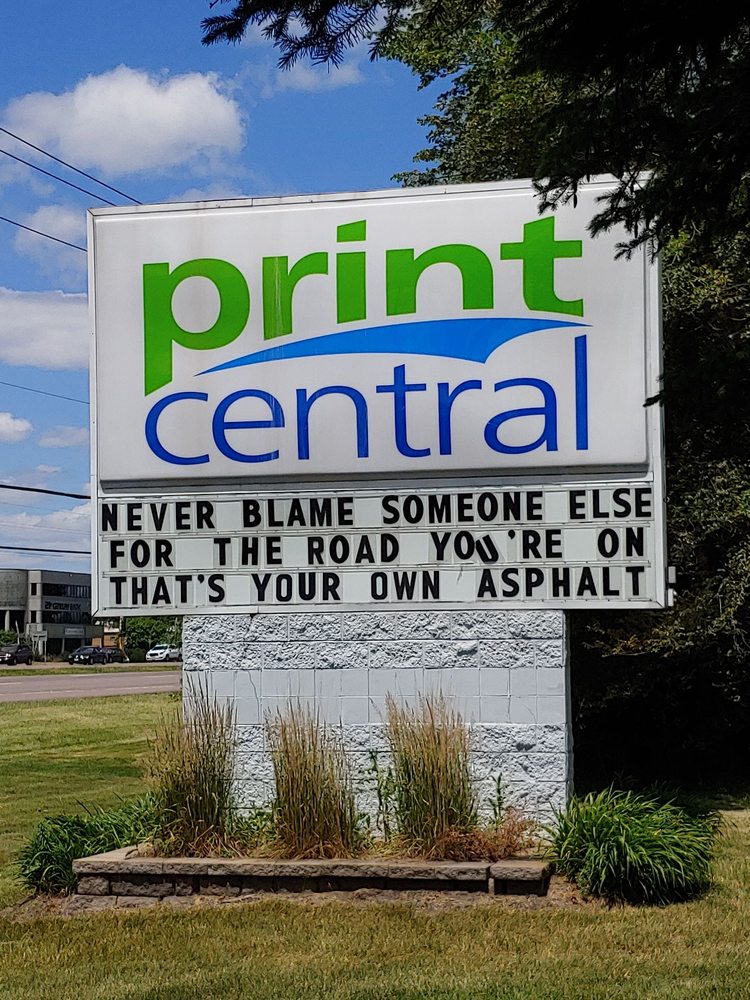 print
central
NEVER BLAME SOMEONE ELSE
FOR THE ROAD YOU'RE ON
THAT'S YOUR OWN ASPHALT